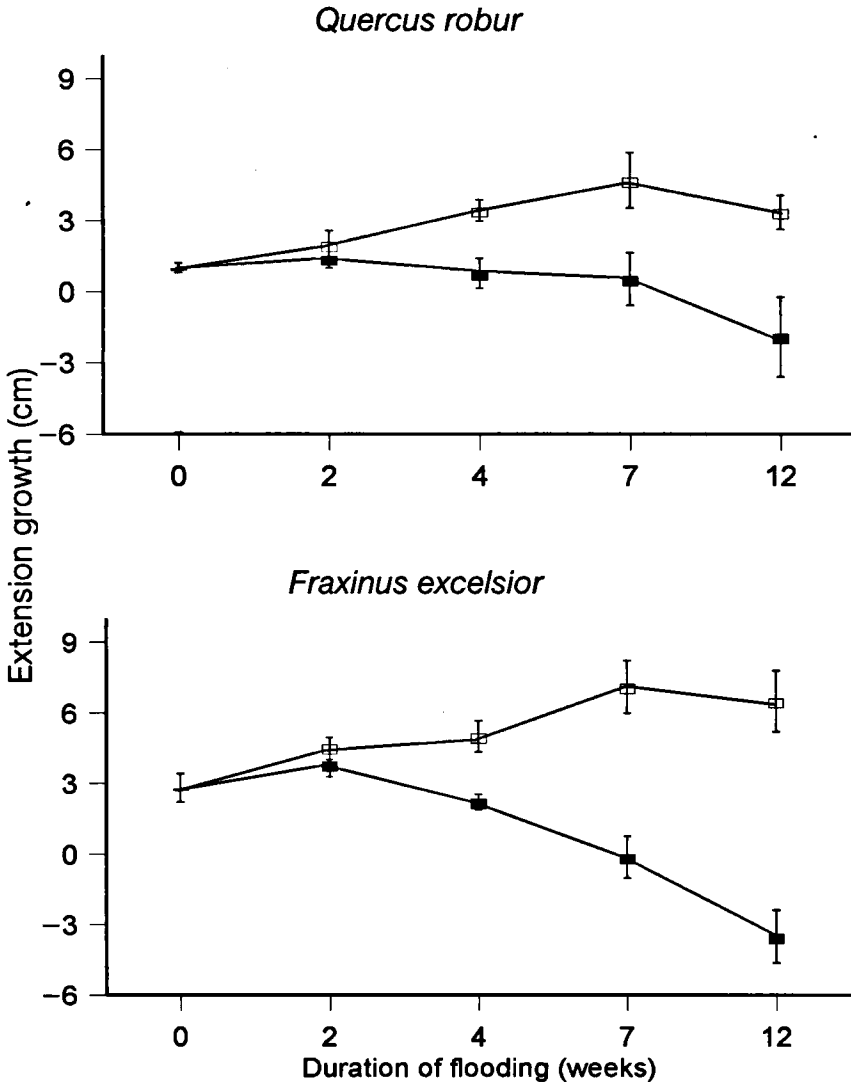 Quercus robur
9
6
3
0
−3
−6
0 2 4 7 12
Extension growth (cm)
Fraxinus excelsior
9
6
3
0
−3
−6
0 2 4 7 12
Duration of flooding (weeks)